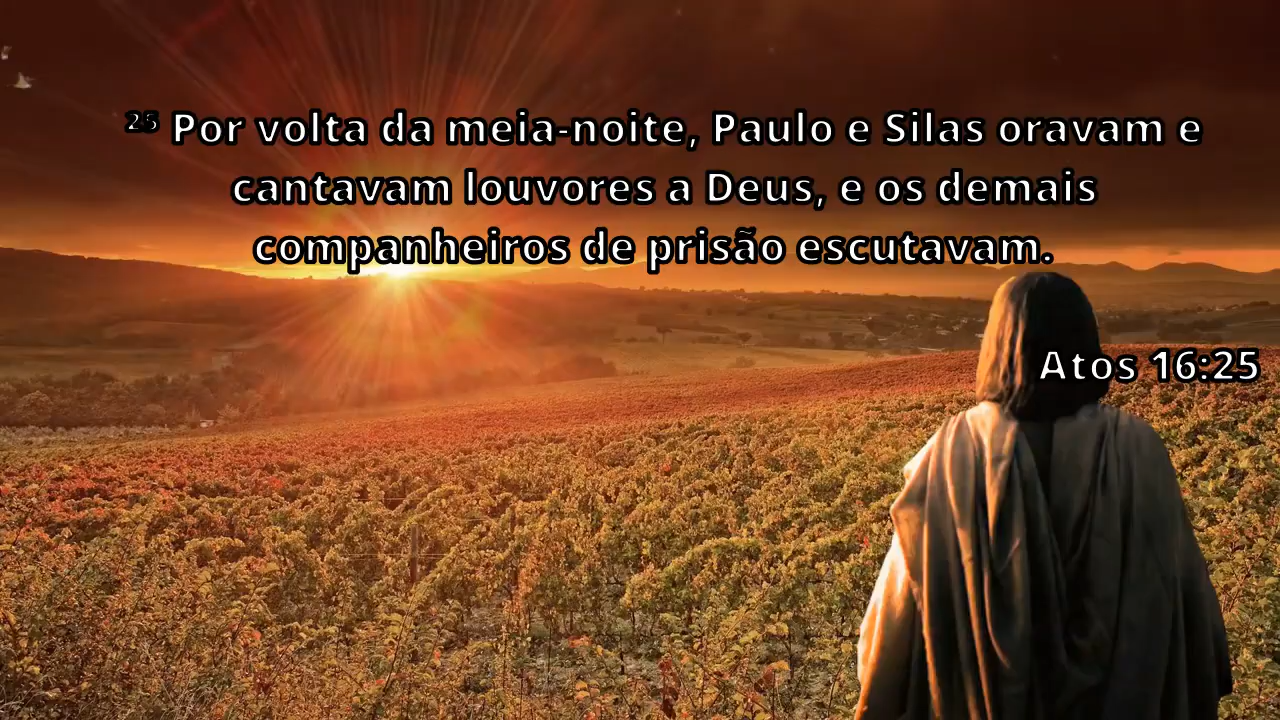 ²⁵ Por volta da meia-noite, Paulo e Silas oravam e
cantavam louvores a Deus, e os demais
companheiros de prisão escutavam.
Atos 16:25